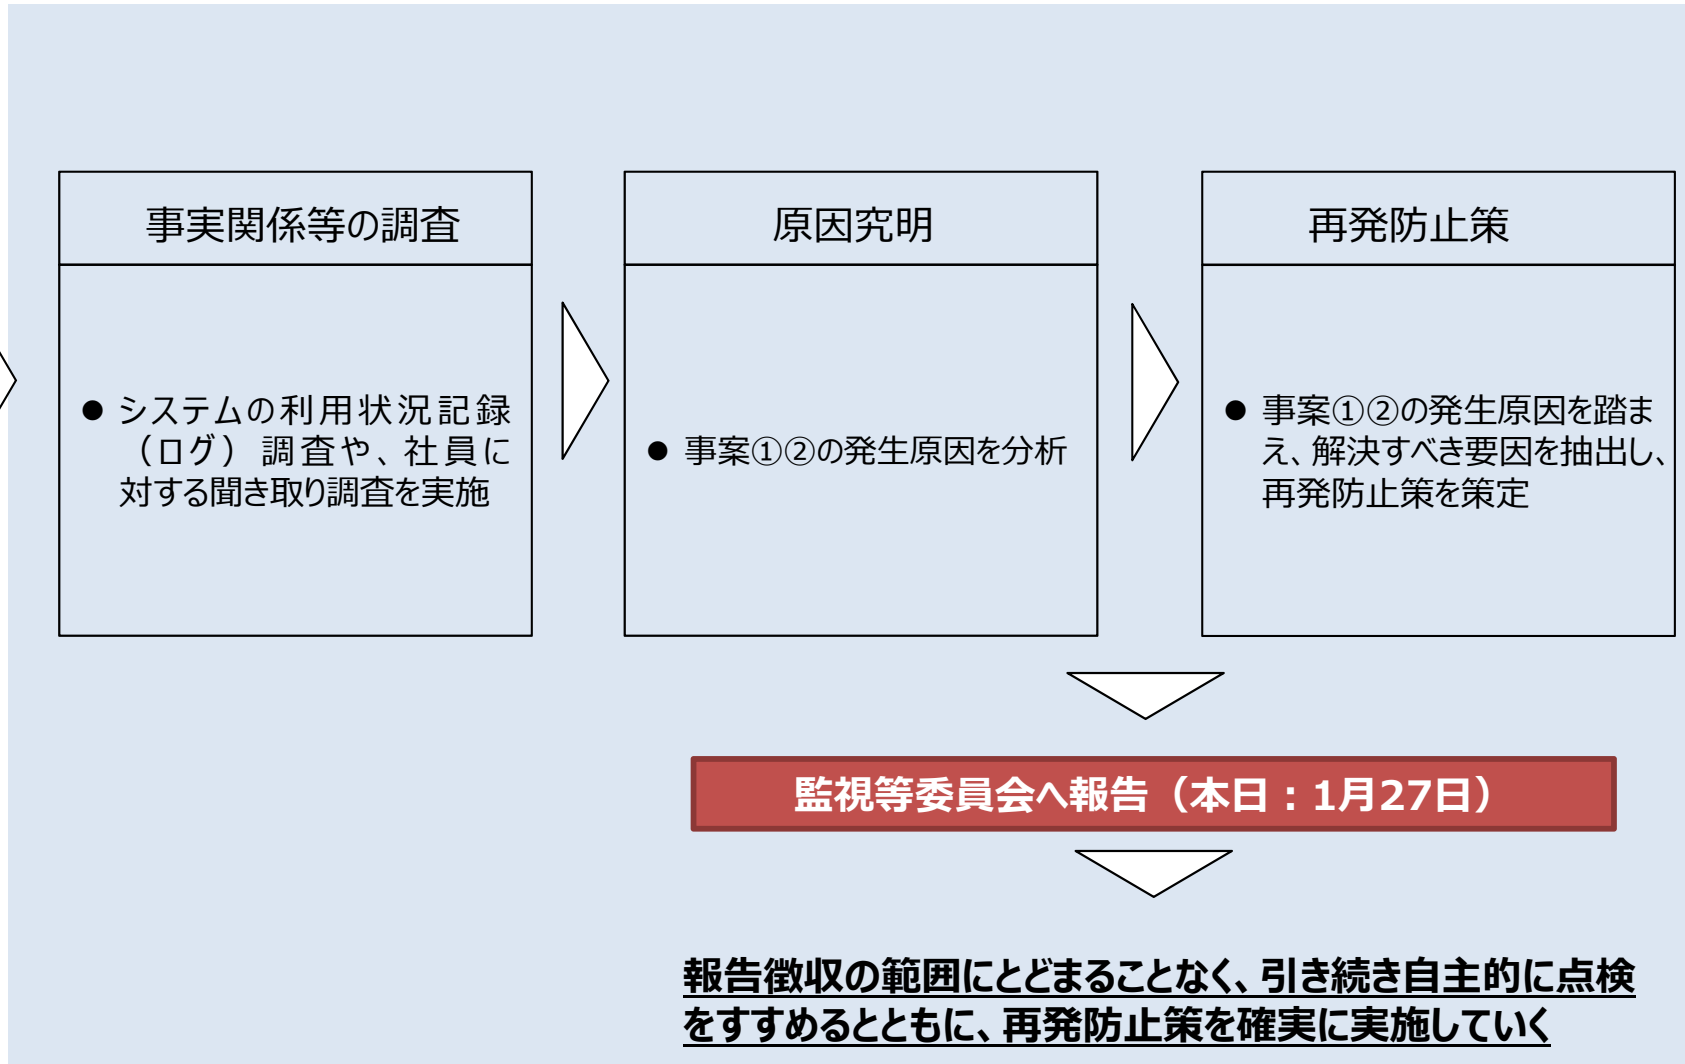 事実関係等の調査
● システムの利用状況記録
（ログ）調査や、社員に
対する聞き取り調査を実施
原因究明
● 事案①②の発生原因を分析
再発防止策
● 事案①②の発生原因を踏ま
え、解決すべき要因を抽出し、
再発防止策を策定
監視等委員会へ報告（本日：1月27日）
報告徴収の範囲にとどまることなく、引き続き自主的に点検
をすすめるとともに、再発防止策を確実に実施していく